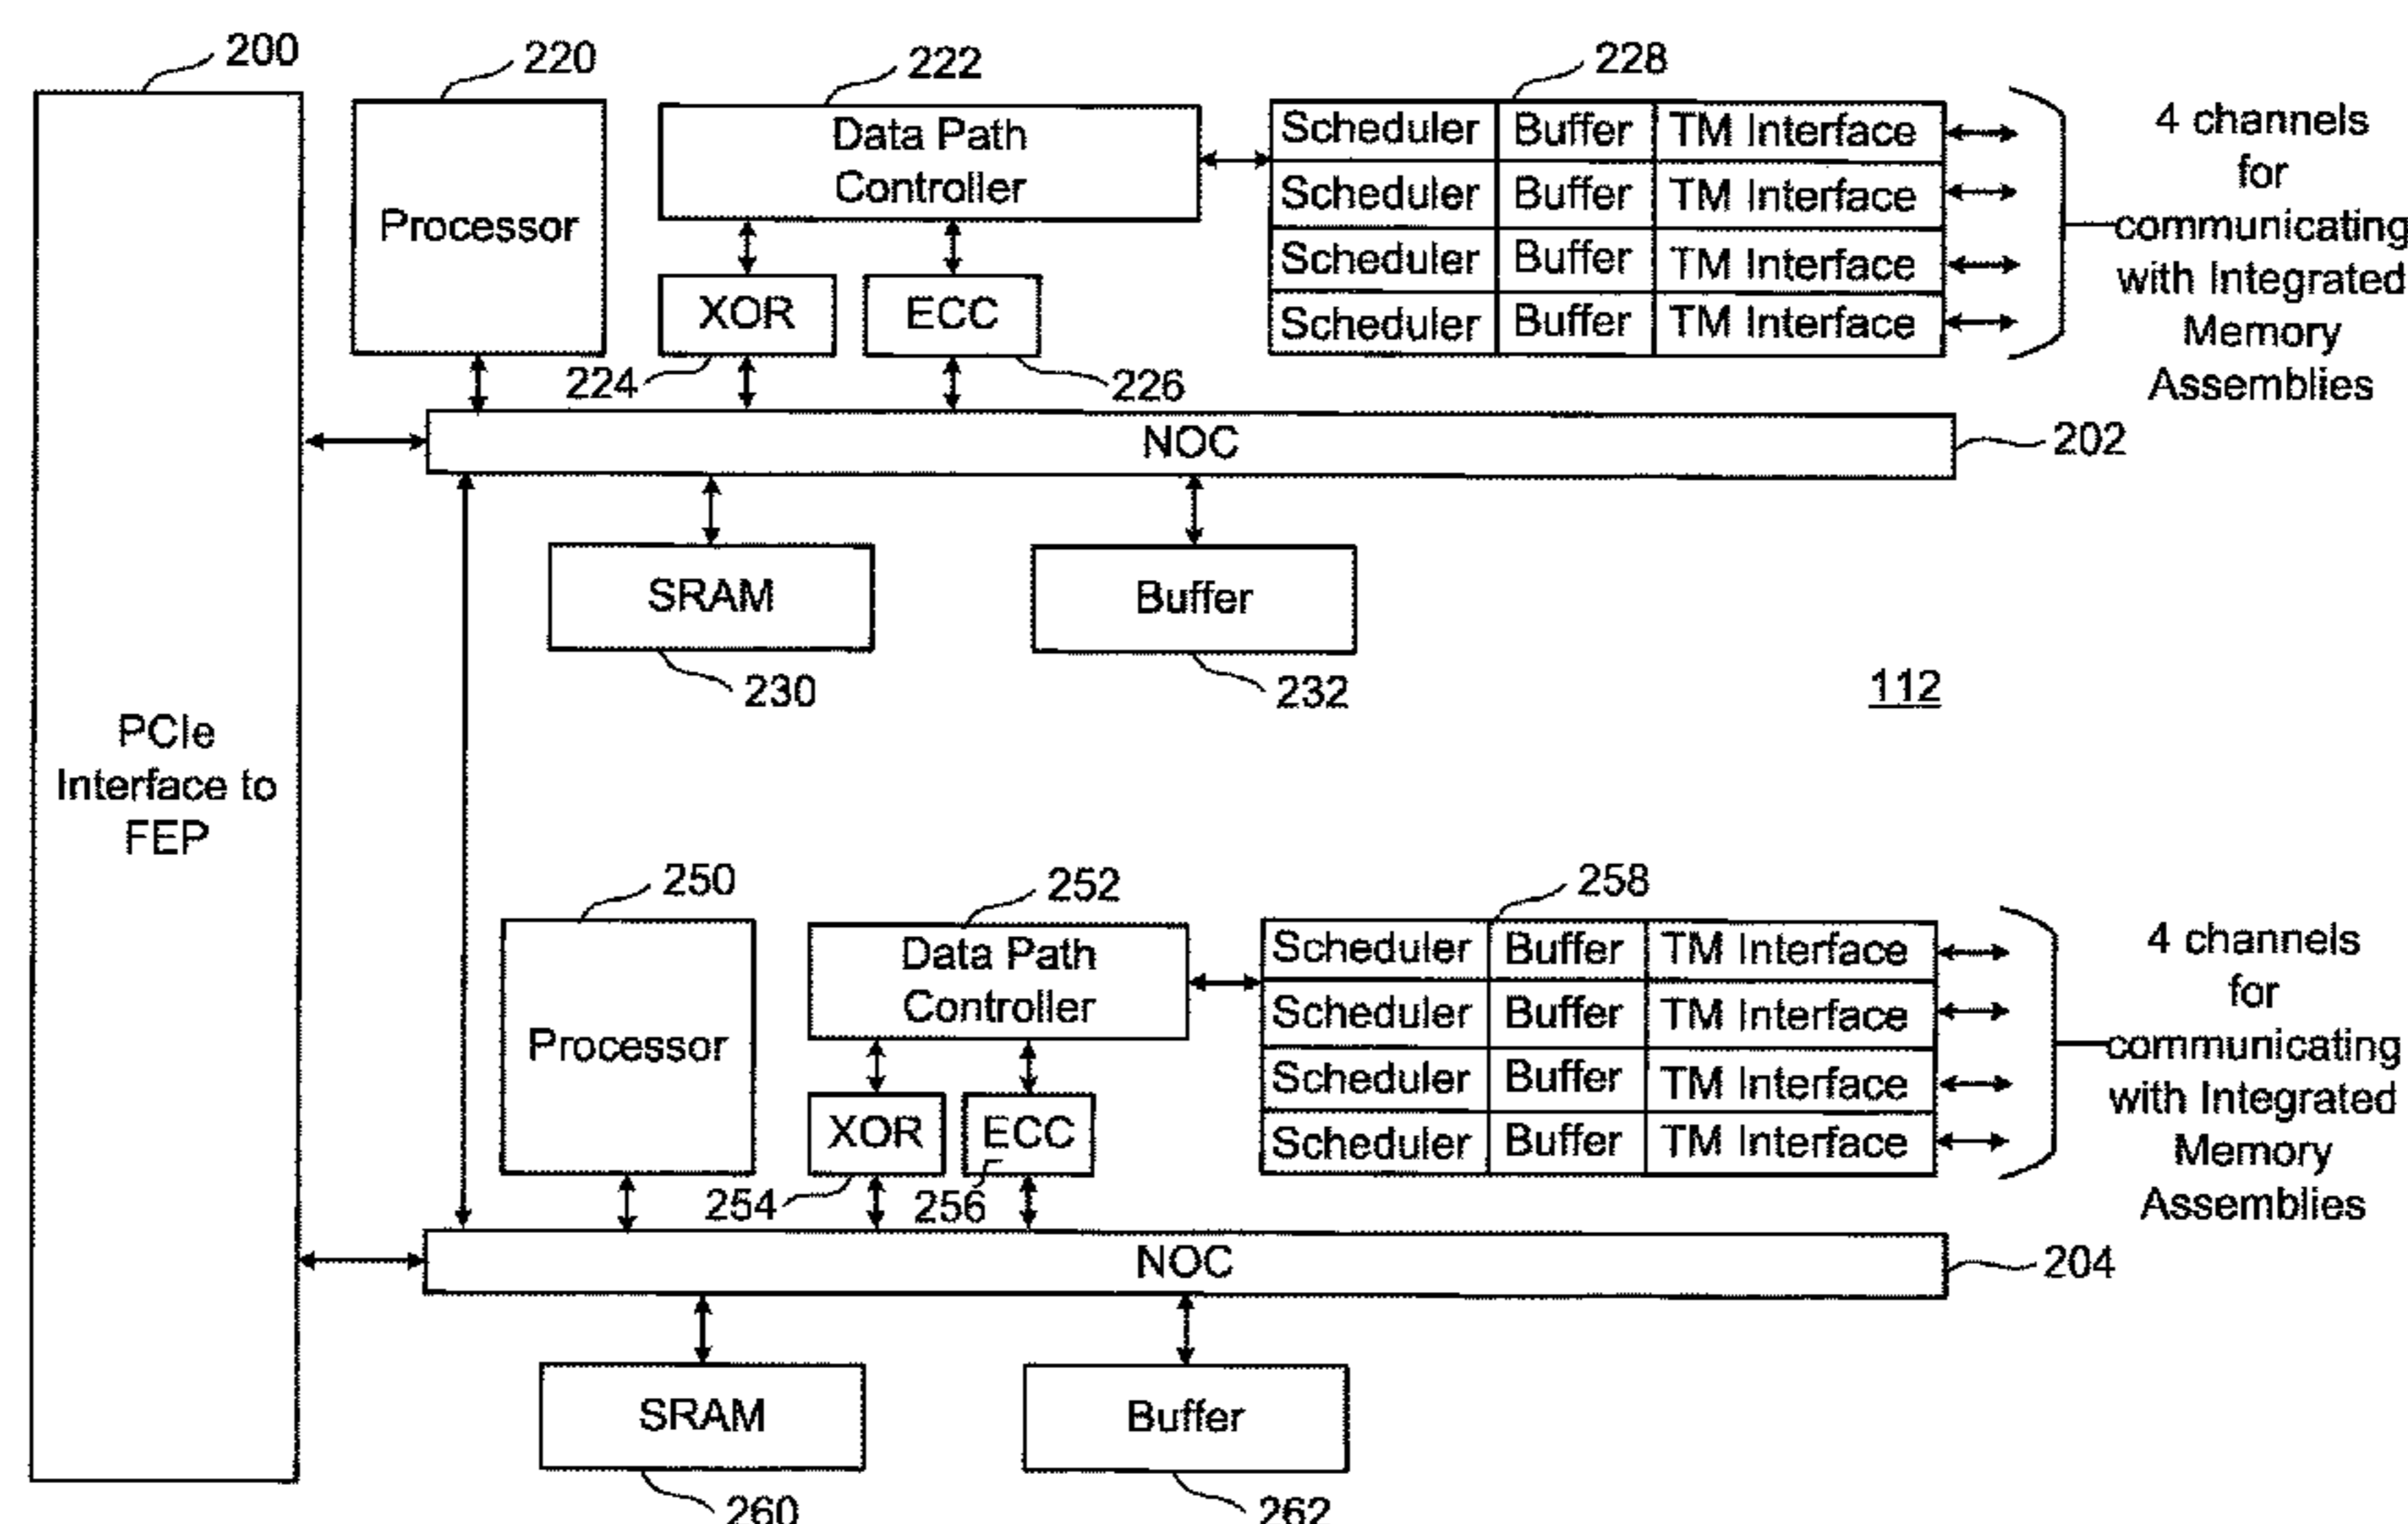 200
220
222
228
Processor
Data Path
Controller
XOR
ECC
224
226
Scheduler Buffer TM Interface
Scheduler Buffer TM Interface
Scheduler Buffer TM Interface
Scheduler Buffer TM Interface
4 channels
for
communicating
with Integrated
Memory
Assemblies
NOC
202
SRAM
Buffer
230
232
112
PCIe
Interface to
FEP
250
252
258
Processor
Data Path
Controller
XOR
ECC
254
256
Scheduler Buffer TM Interface
Scheduler Buffer TM Interface
Scheduler Buffer TM Interface
Scheduler Buffer TM Interface
4 channels
for
communicating
with Integrated
Memory
Assemblies
NOC
204
SRAM
Buffer
260
262